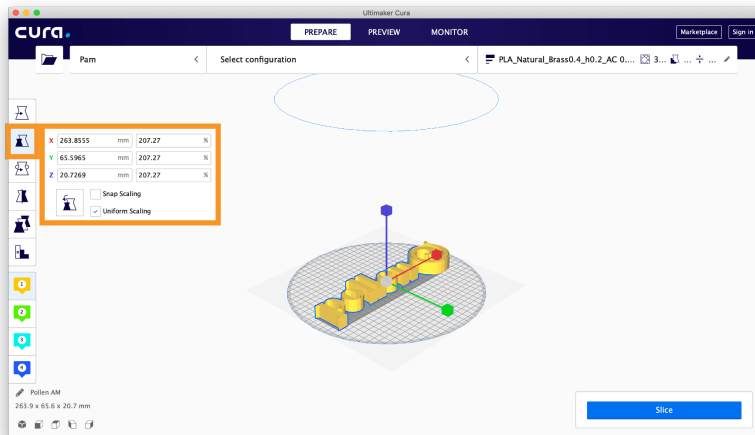 Ultimaker Cura
cura.
PREPARE
PREVIEW
MONITOR
Marketplace
Sign in
Pam
Select configuration
PLA_Natural_Brass0.4_h0.2_AC 0.... 3... ... ...
X 263.8555 mm 207.27 %
Y 65.5965 mm 207.27 %
Z 20.7269 mm 207.27 %
Snap Scaling
Uniform Scaling
1
2
3
4
Pollen AM
263.9 x 65.6 x 20.7 mm
Slice